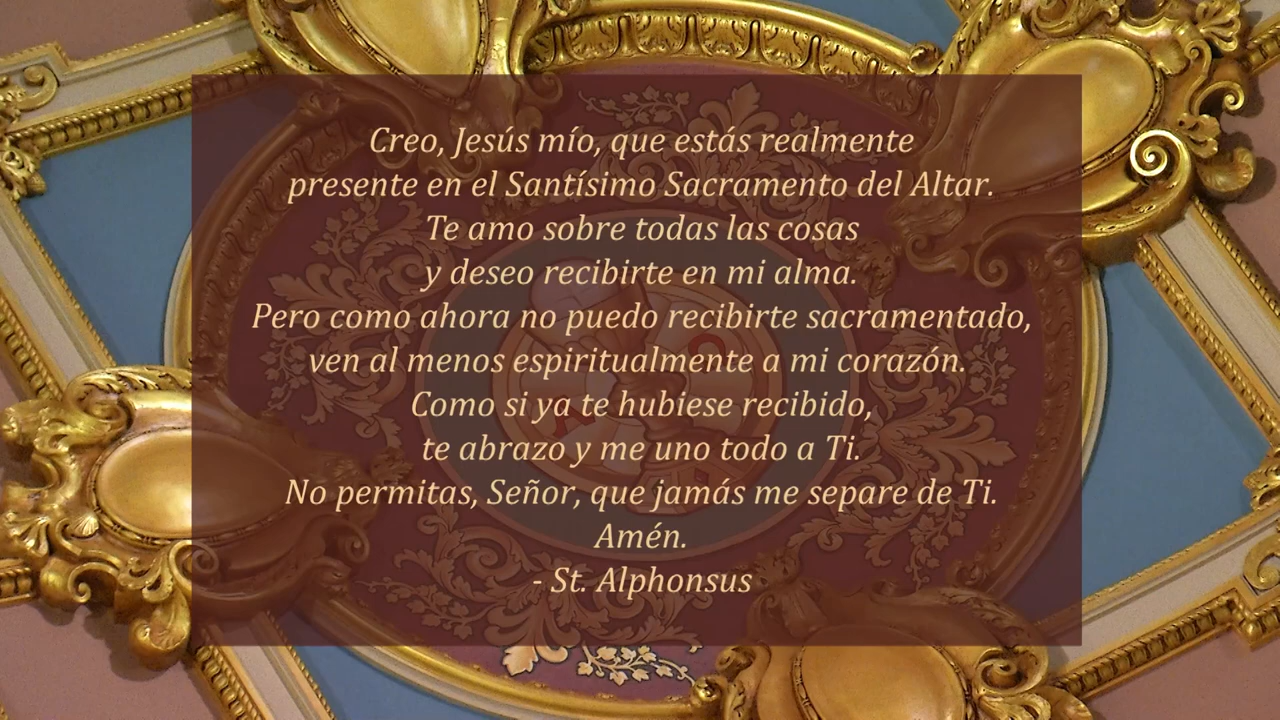 Creo, Jesús mío, que estás realmente
presente en el Santísimo Sacramento del Altar.
Te amo sobre todas las cosas
y deseo recibirte en mi alma.
Pero como ahora no puedo recibirte sacramentado,
ven al menos espiritualmente a mi corazón.
Como si ya te hubiese recibido,
te abrazo y me uno todo a Ti.
No permitas, Señor, que jamás me separe de Ti.
Amén.
- St. Alphonsus